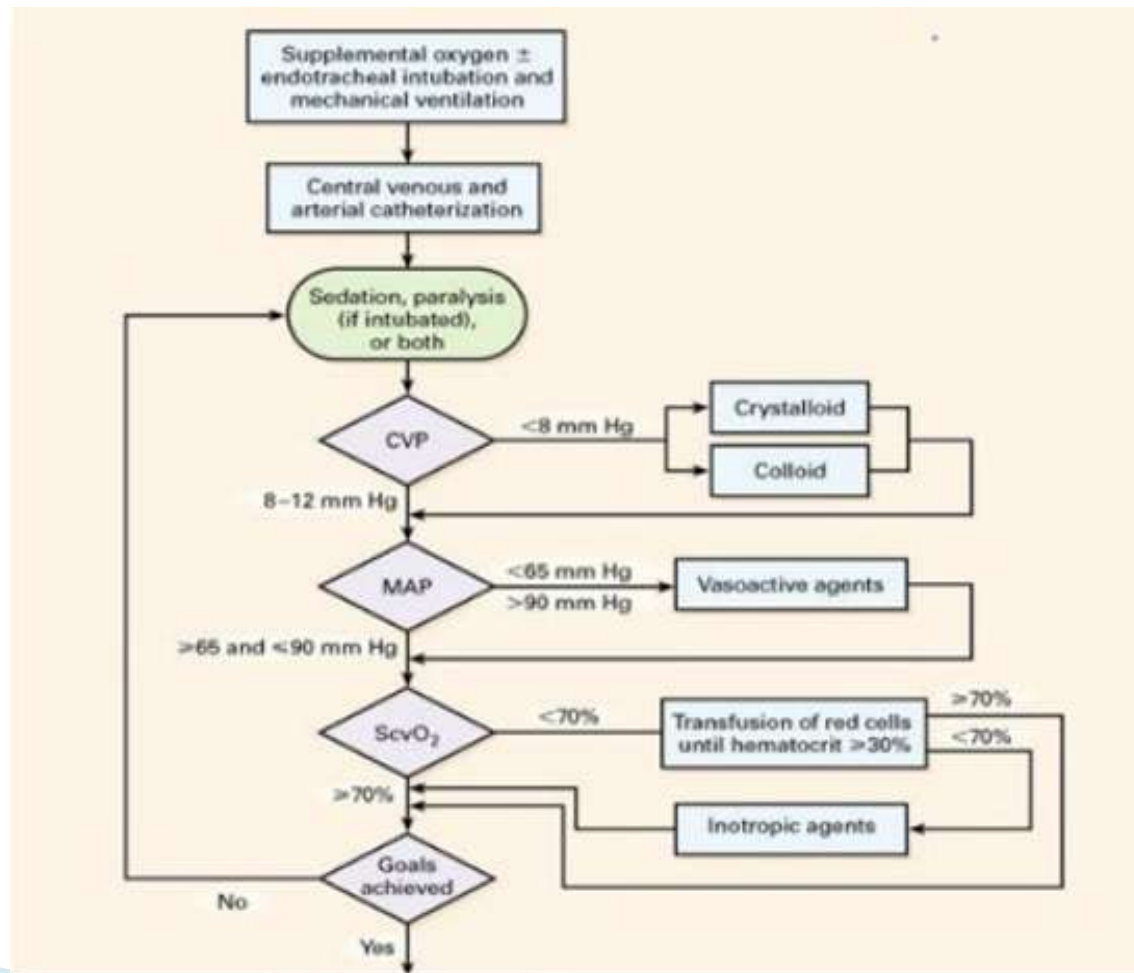 Supplemental oxygen ±
endotracheal intubation and
mechanical ventilation
Central venous and
arterial catheterization
Sedation, paralysis
(if intubated),
or both
CVP
<8 mm Hg
Crystalloid
Colloid
8–12 mm Hg
MAP
<65 mm Hg
>90 mm Hg
Vasoactive agents
≥65 and ≤90 mm Hg
ScvO₂
<70%
Transfusion of red cells
until hematocrit ≥30%
≥70%
<70%
≥70%
Inotropic agents
Goals
achieved
No
Yes